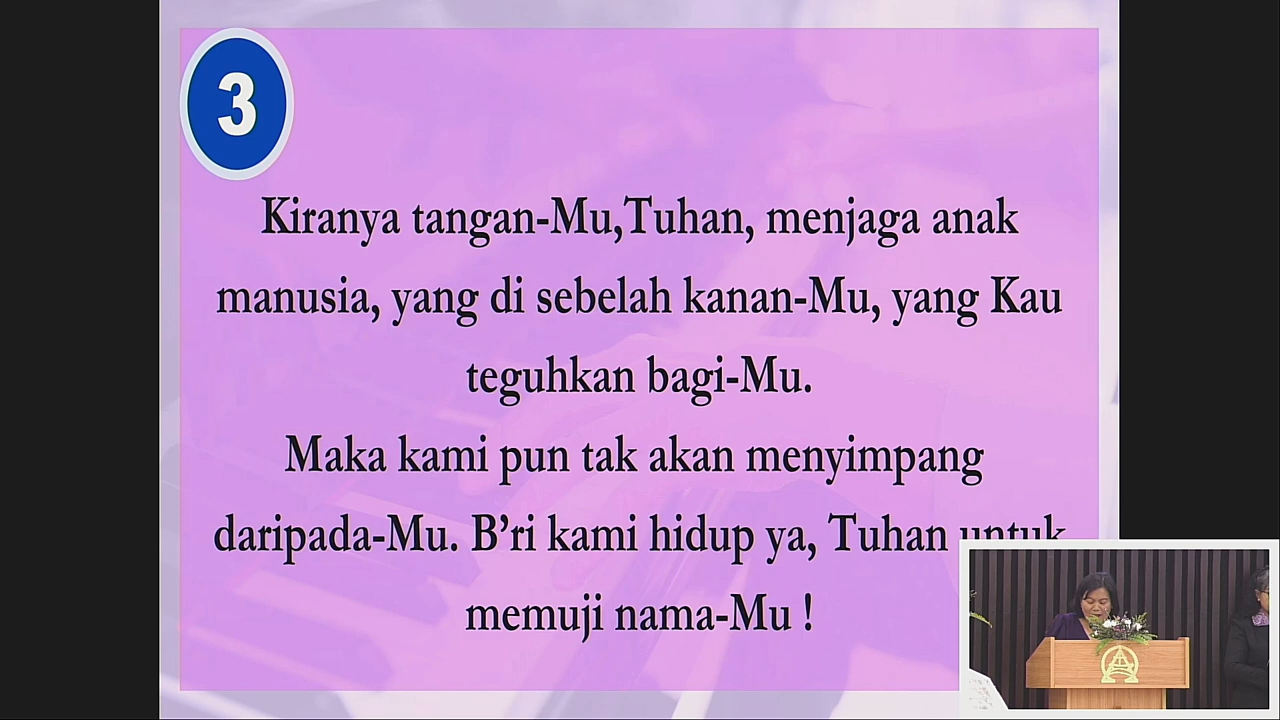 3
Kiranya tangan-Mu,Tuhan, menjaga anak
manusia, yang di sebelah kanan-Mu, yang Kau
teguhkan bagi-Mu.
Maka kami pun tak akan menyimpang
daripada-Mu. B’ri kami hidup ya, Tuhan untuk
memuji nama-Mu !